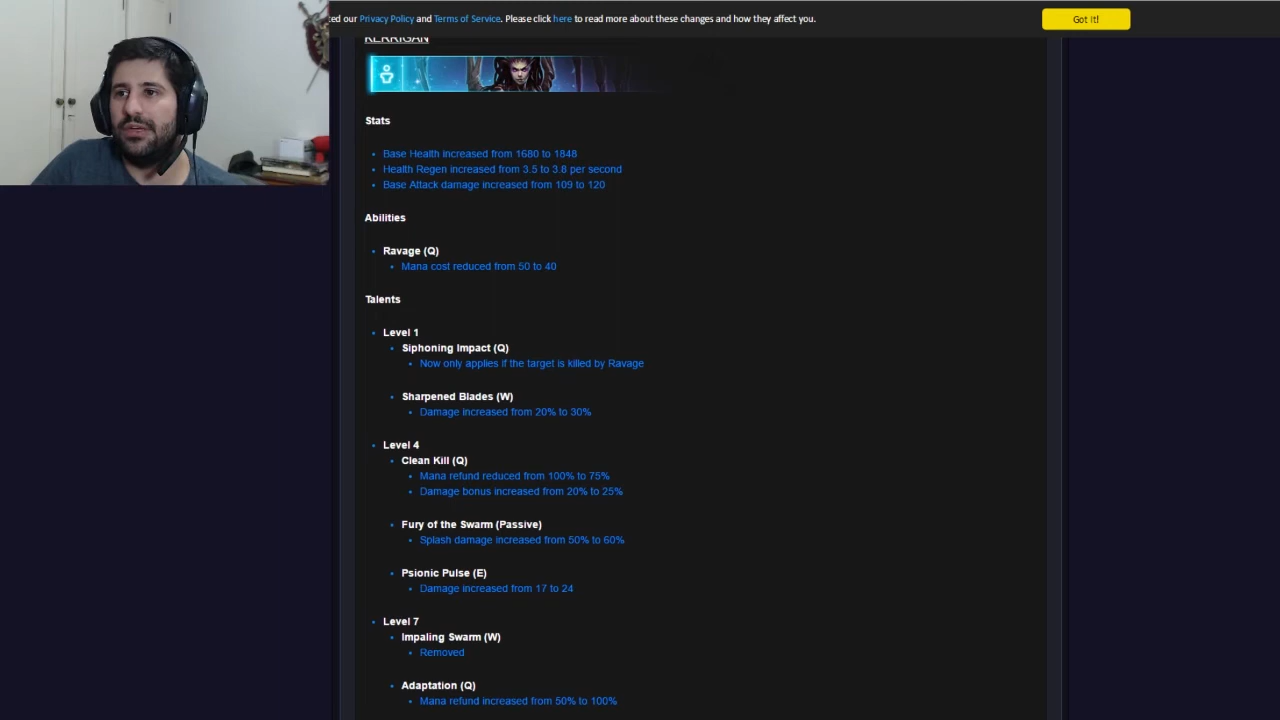 ted our Privacy Policy and Terms of Service. Please click here to read more about these changes and how they affect you.
Got it!
KERRIGAN
Stats
Base Health increased from 1680 to 1848
Health Regen increased from 3.5 to 3.8 per second
Base Attack damage increased from 109 to 120
Abilities
Ravage (Q)
Mana cost reduced from 50 to 40
Talents
Level 1
Siphoning Impact (Q)
Now only applies if the target is killed by Ravage
Sharpened Blades (W)
Damage increased from 20% to 30%
Level 4
Clean Kill (Q)
Mana refund reduced from 100% to 75%
Damage bonus increased from 20% to 25%
Fury of the Swarm (Passive)
Splash damage increased from 50% to 60%
Psionic Pulse (E)
Damage increased from 17 to 24
Level 7
Impaling Swarm (W)
Removed
Adaptation (Q)
Mana refund increased from 50% to 100%